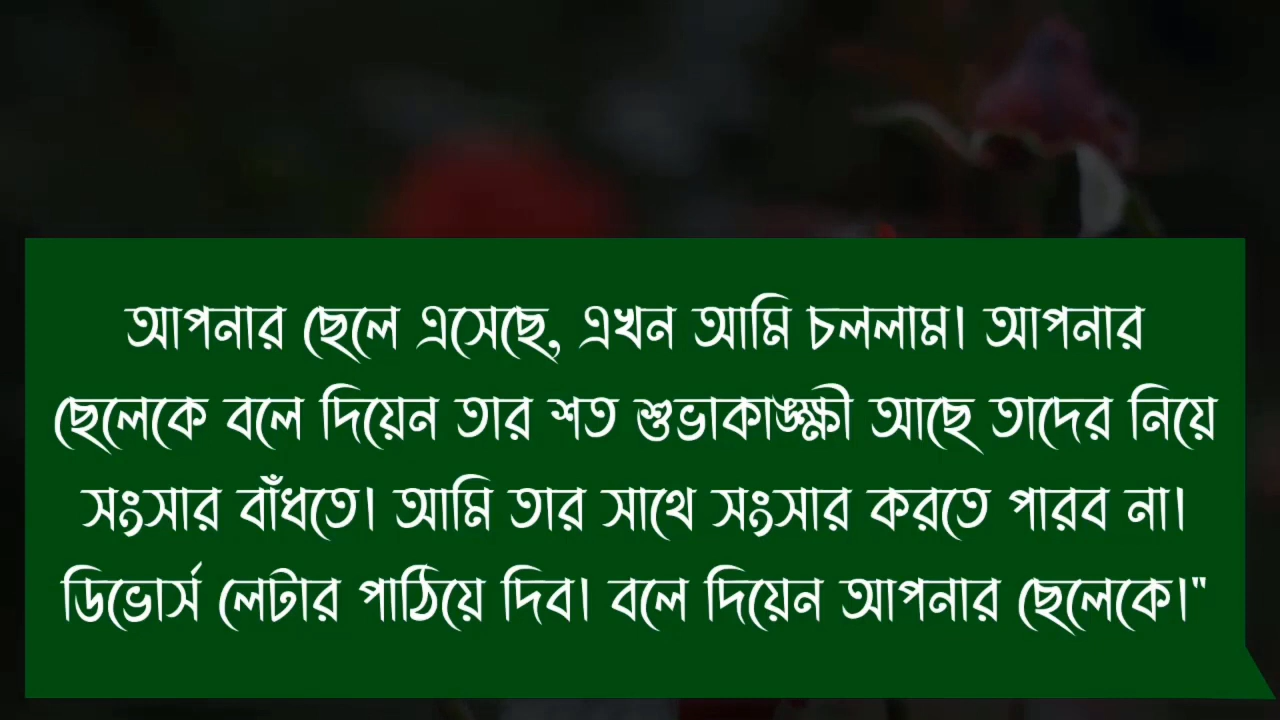 আপনার ছেলে এসেছে, এখন আমি চললাম। আপনার
ছেলেকে বলে দিয়েন তার শত শুভাকাঙ্ক্ষী আছে তাদের নিয়ে
সংসার বাঁধতে। আমি তার সাথে সংসার করতে পারব না।
ডিভোর্স লেটার পাঠিয়ে দিব। বলে দিয়েন আপনার ছেলেকে।"